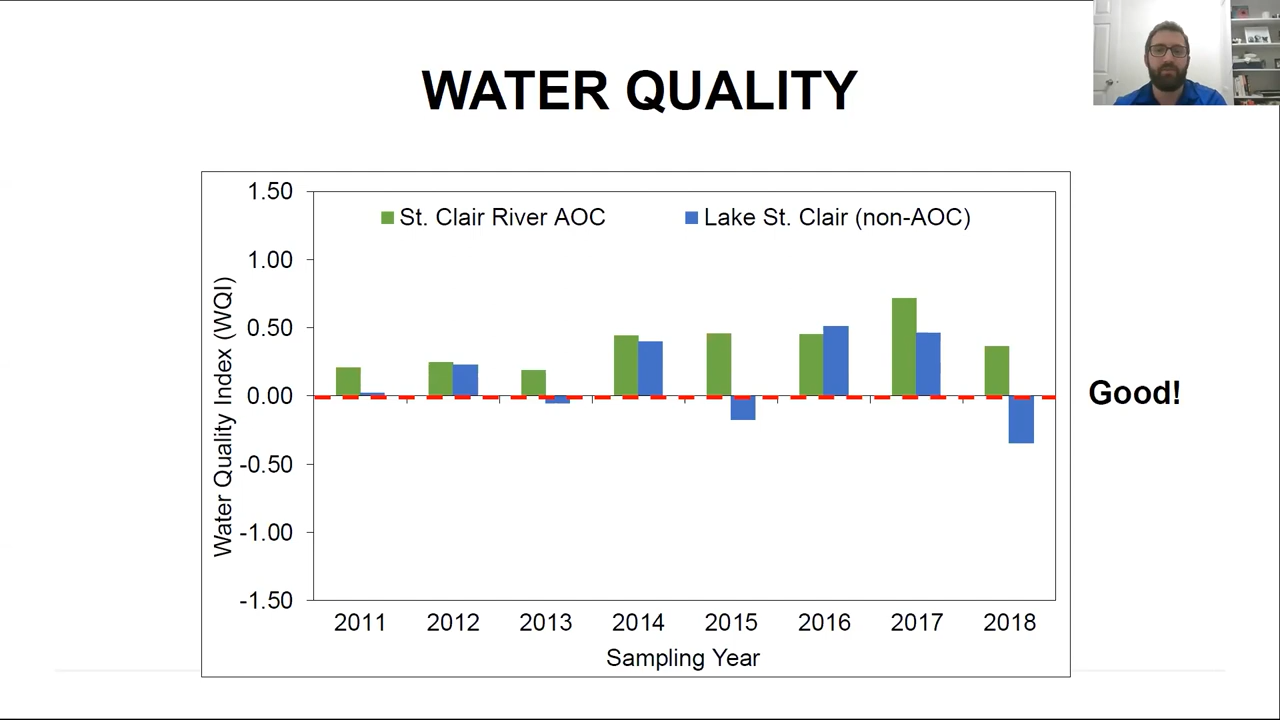 WATER QUALITY
St. Clair River AOC
Lake St. Clair (non-AOC)
Water Quality Index (WQI)
1.50
1.00
0.50
0.00
-0.50
-1.00
-1.50
2011 2012 2013 2014 2015 2016 2017 2018
Sampling Year
Good!